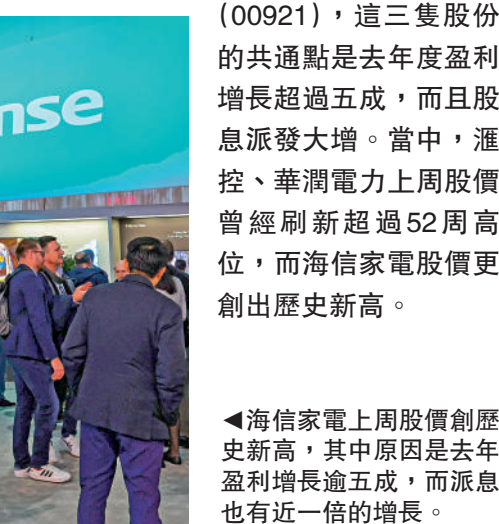 nse
(00921)，這三隻股份
的共通點是去年度盈利
增長超過五成，而且股
息派發大增。當中，滙
控、華潤電力上周股價
曾經刷新超過52周高
位，而海信家電股價更
創出歷史新高。
◀海信家電上周股價創歷
史新高，其中原因是去年
盈利增長逾五成，而派息
也有近一倍的增長。